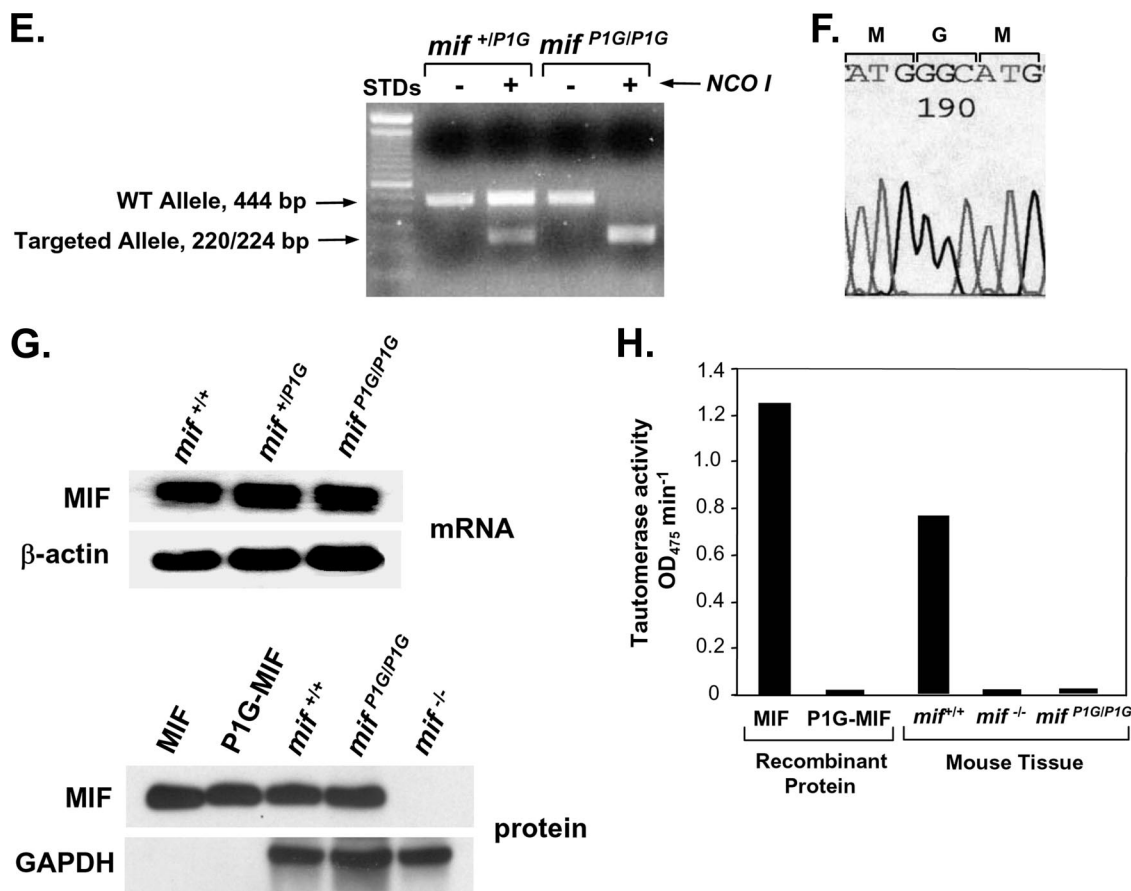 E.
mif +/P1G mif P1G/P1G
STDs - + - + ← NCO I
WT Allele, 444 bp →
Targeted Allele, 220/224 bp →
F.
M G M
ATGGGCATG
190
G.
mif +/+ mif +/P1G mif P1G/P1G
MIF
mRNA
β-actin
MIF P1G-MIF mif +/+ mif P1G/P1G mif -/-
MIF
protein
GAPDH
H.
Tautomerase activity
OD475 min-1
1.4
1.2
1.0
0.8
0.6
0.4
0.2
0
MIF P1G-MIF mif+/+ mif -/- mif P1G/P1G
Recombinant Protein
Mouse Tissue